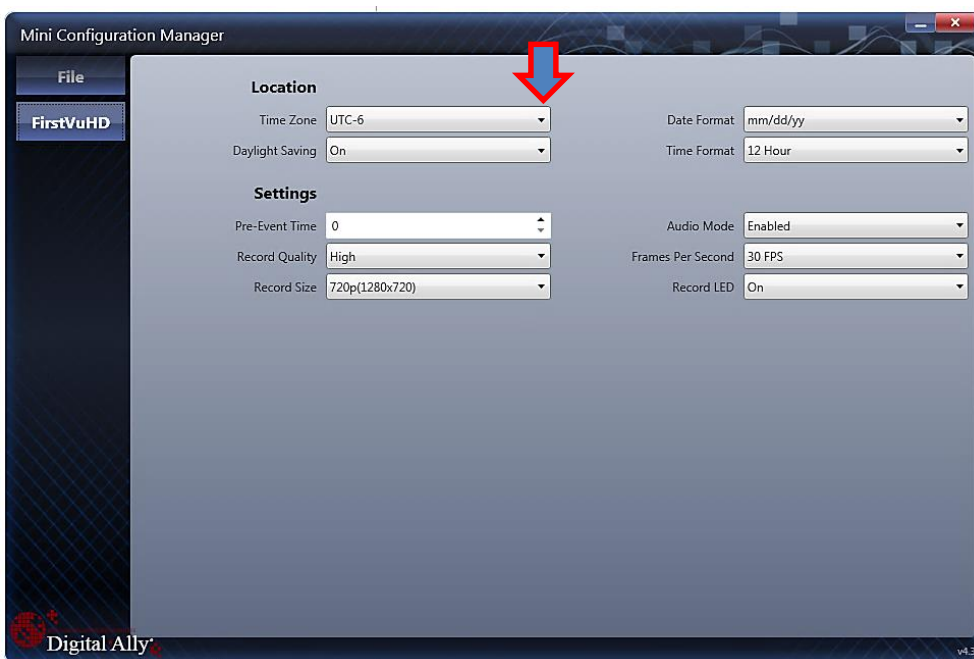 Mini Configuration Manager
File
FirstVuHD
Location
Time Zone UTC-6 Date Format mm/dd/yy
Daylight Saving On Time Format 12 Hour
Settings
Pre-Event Time 0 Audio Mode Enabled
Record Quality High Frames Per Second 30 FPS
Record Size 720p(1280x720) Record LED On
Digital Ally